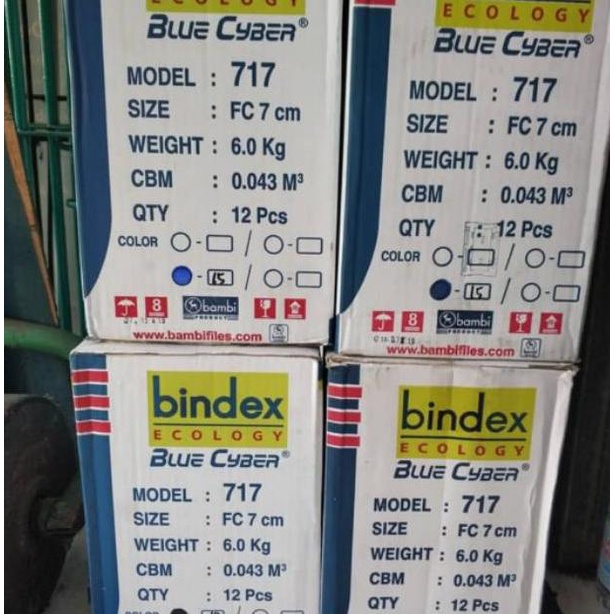 ECOLOGY
BLUE CYBER®
MODEL : 717
SIZE : FC 7 cm
WEIGHT : 6.0 Kg
CBM : 0.043 M³
QTY : 12 Pcs
COLOR - / -
- 15 / -
8 bambi
www.bambifiles.com
ECOLOGY
BLUE CYBER®
MODEL : 717
SIZE : FC 7 cm
WEIGHT : 6.0 Kg
CBM : 0.043 M³
QTY : 12 Pcs
COLOR - / -
- 15 / -
8 bambi
www.bambifiles.com
bindex
ECOLOGY
BLUE CYBER®
MODEL : 717
SIZE : FC 7 cm
WEIGHT : 6.0 Kg
CBM : 0.043 M³
QTY : 12 Pcs
COLOR
bindex
ECOLOGY
BLUE CYBER®
MODEL : 717
SIZE : FC 7 cm
WEIGHT : 6.0 Kg
CBM : 0.043 M³
QTY : 12 Pcs